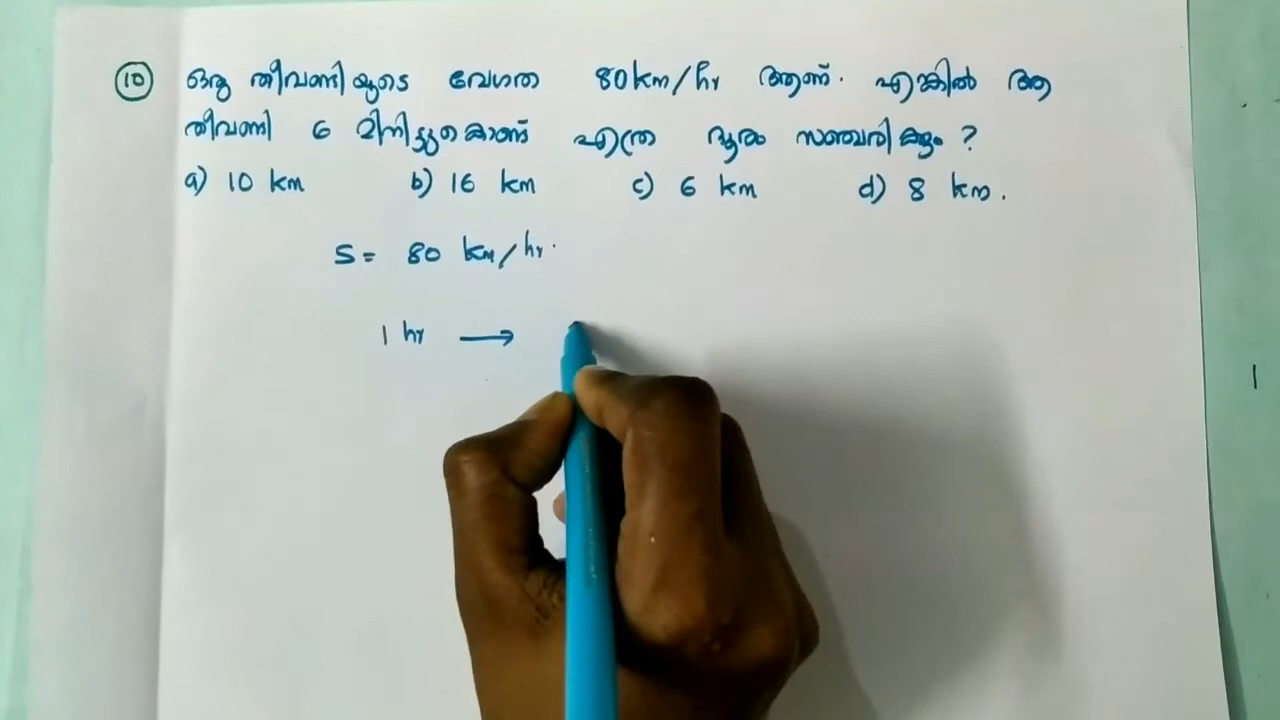 10 ഒരു തീവണ്ടിയുടെ വേഗത 80km/hr ആണ്. എങ്കിൽ ആ
തീവണ്ടി 6 മിനിട്ടുകൊണ്ട് എത്ര ദൂരം സഞ്ചരിക്കും ?
a) 10 km b) 16 km c) 6 km d) 8 km.
S = 80 km/hr.
1 hr →